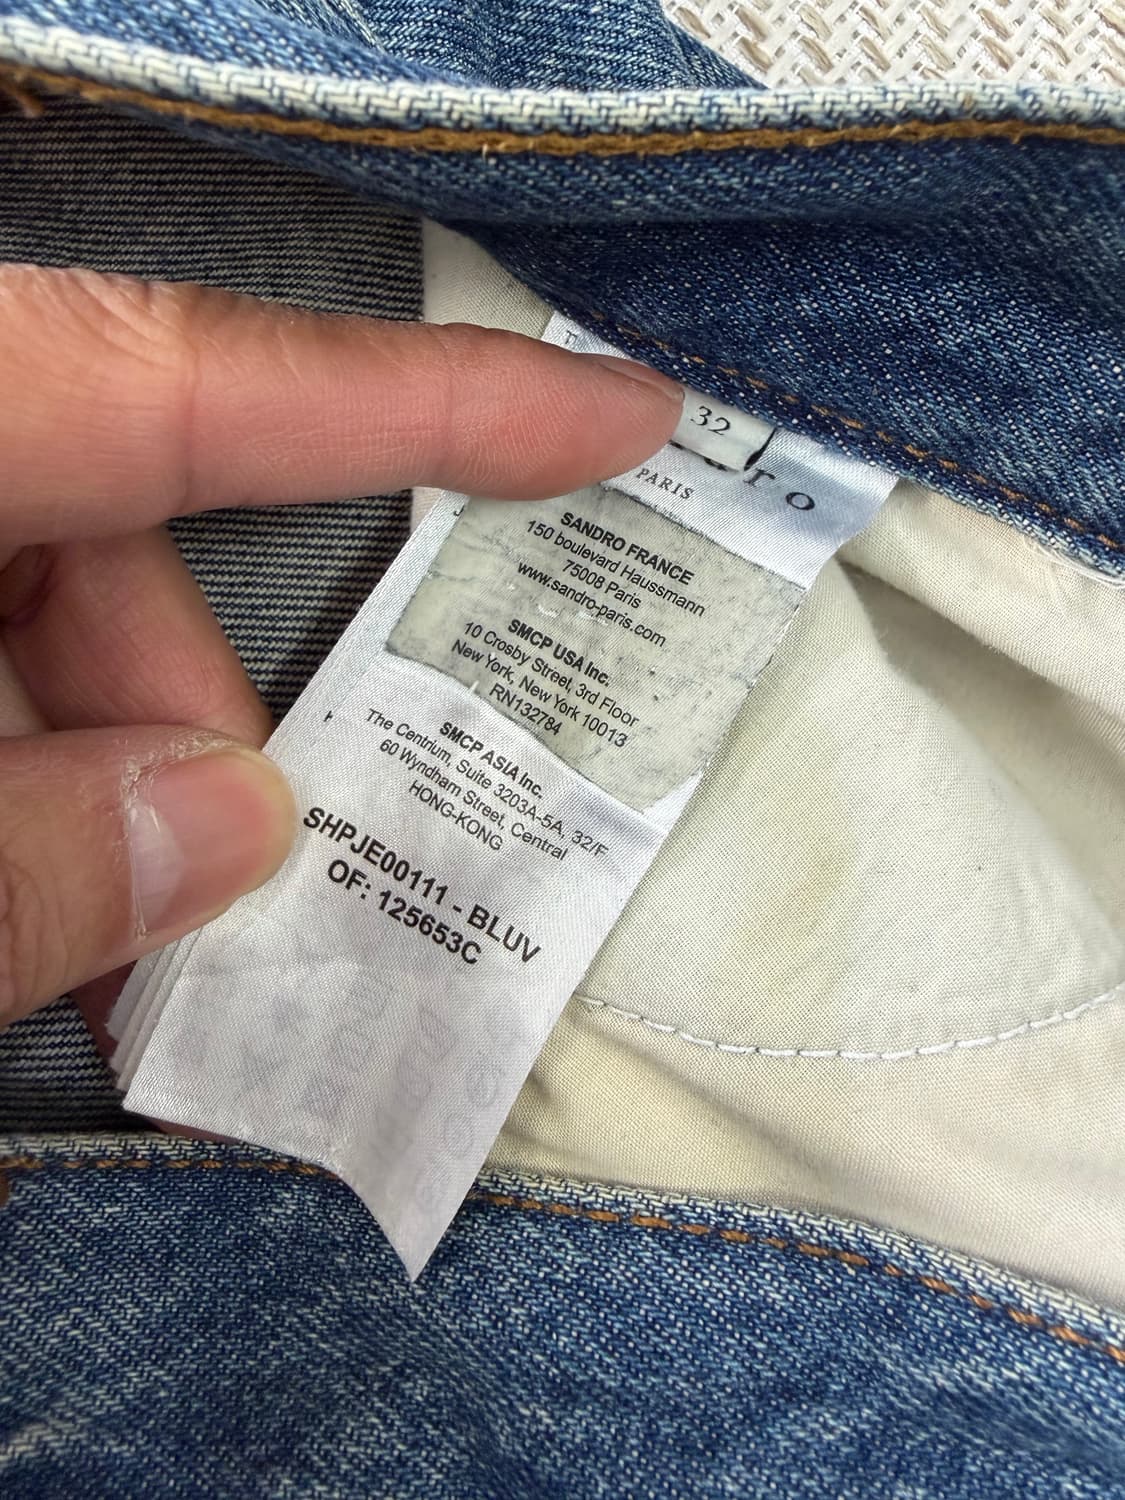 32
PARIS
SANDRO FRANCE
150 boulevard Haussmann
75008 Paris
www.sandro-paris.com
SMCP USA Inc.
10 Crosby Street, 3rd Floor
New York, New York 10013
RN132784
SMCP ASIA Inc.
The Centrium, Suite 3203A-5A, 32/F
60 Wyndham Street, Central
HONG-KONG
SHPJE00111 - BLUV
OF: 125653C